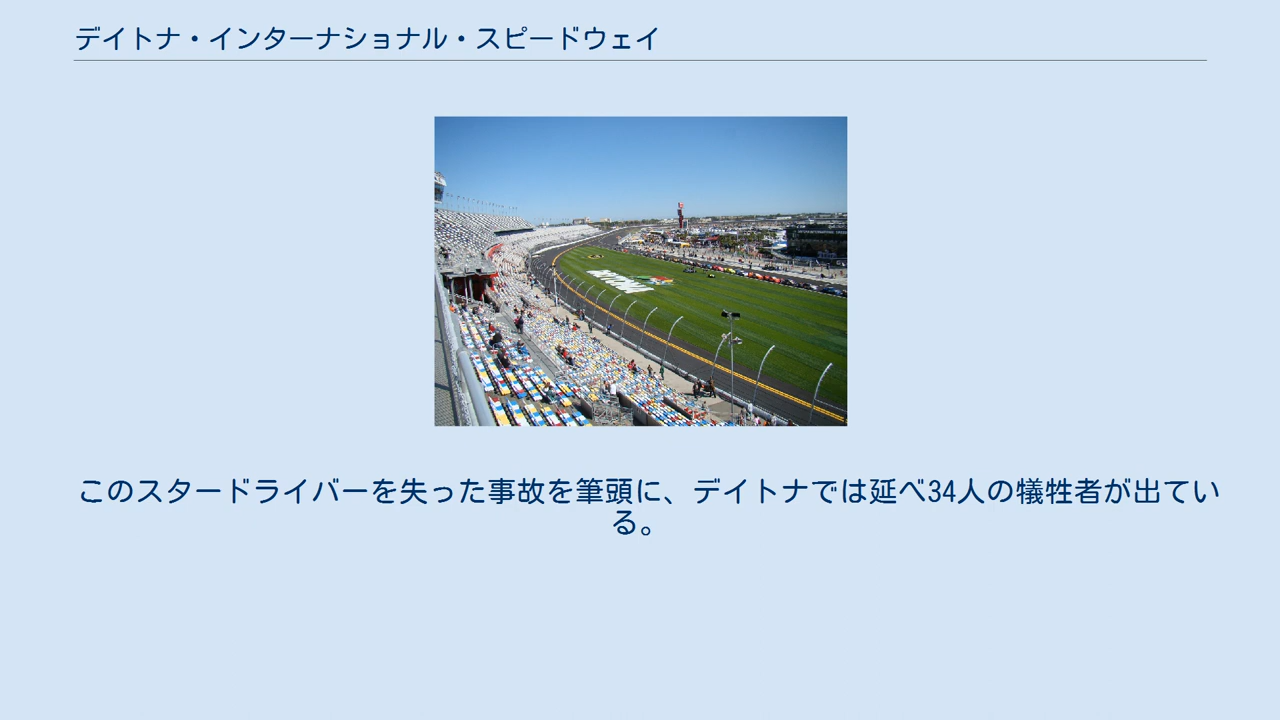 デイトナ・インターナショナル・スピードウェイ
このスタードライバーを失った事故を筆頭に、デイトナでは延べ34人の犠牲者が出てい
る。